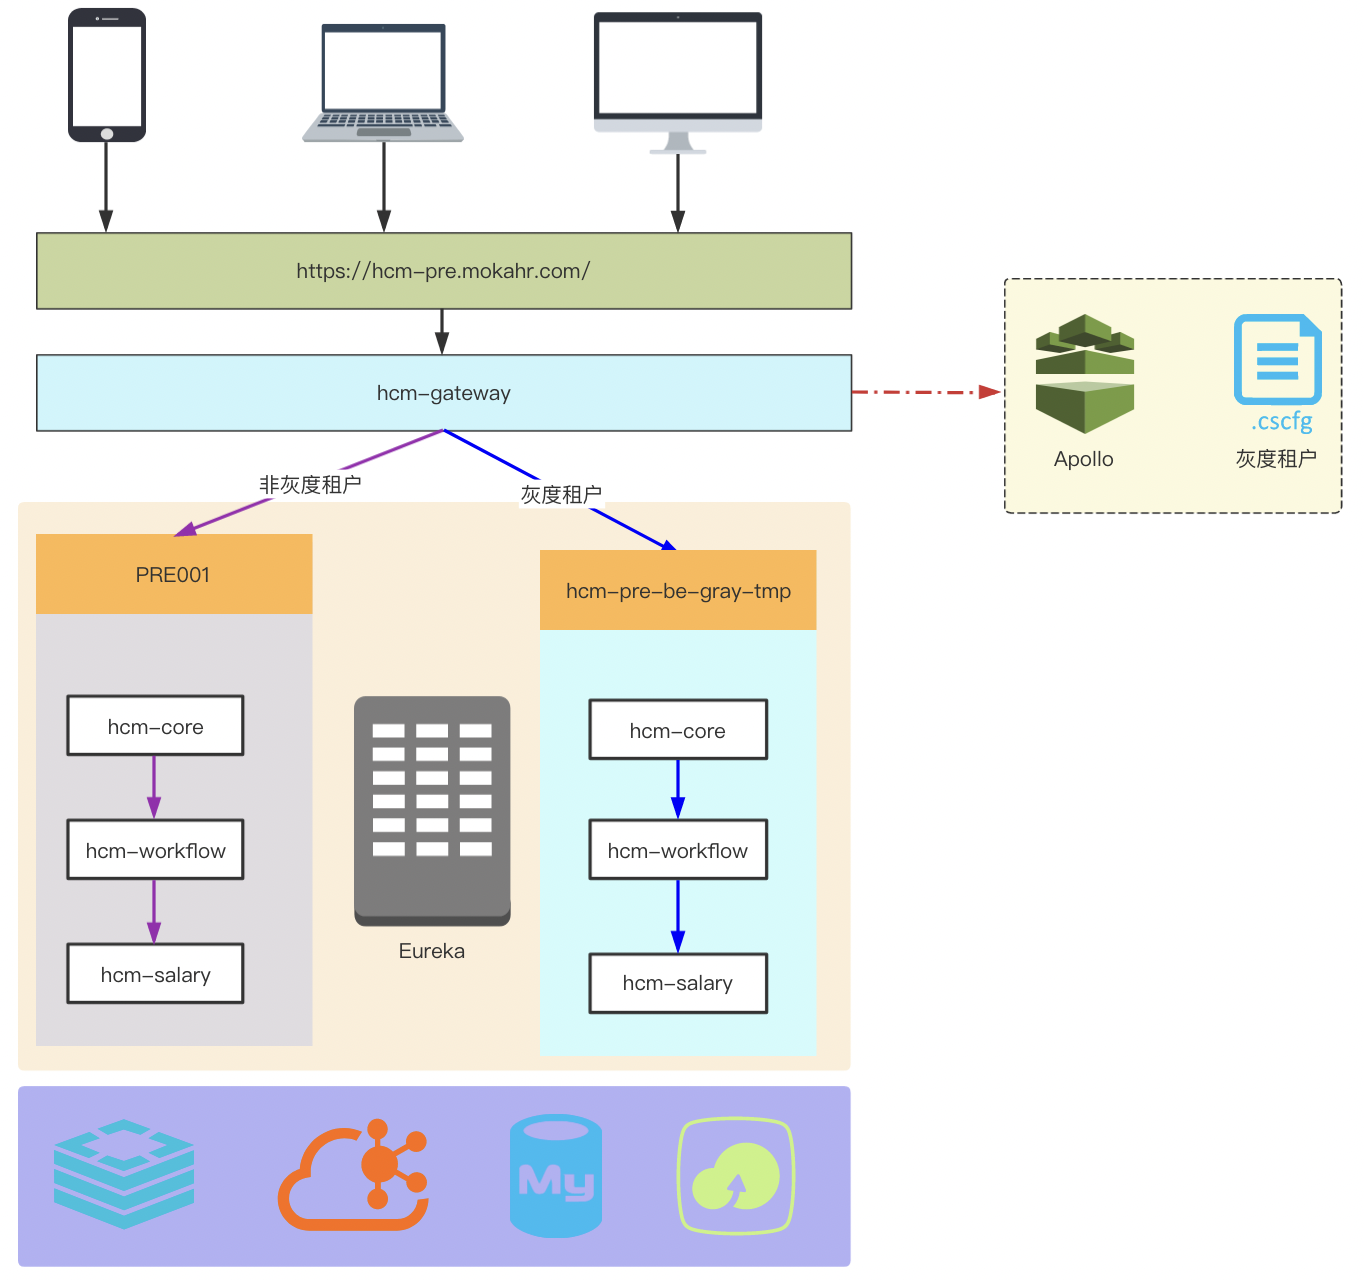 https://hcm-pre.mokahr.com/
hcm-gateway
.cscfg
Apollo
灰度租户
非灰度租户
灰度租户
PRE001
hcm-pre-be-gray-tmp
hcm-core
hcm-core
hcm-workflow
hcm-workflow
Eureka
hcm-salary
hcm-salary
My